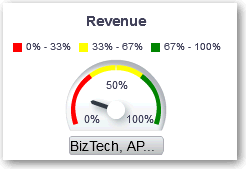 Revenue
0% - 33% 33% - 67% 67% - 100%
50%
0% 100%
BizTech, AP...